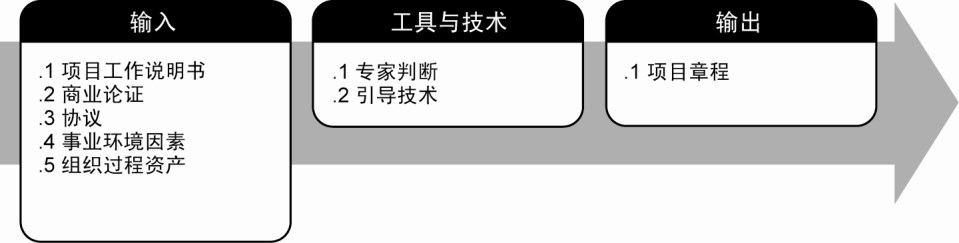 输入
.1 项目工作说明书
.2 商业论证
.3 协议
.4 事业环境因素
.5 组织过程资产
工具与技术
.1 专家判断
.2 引导技术
输出
.1 项目章程